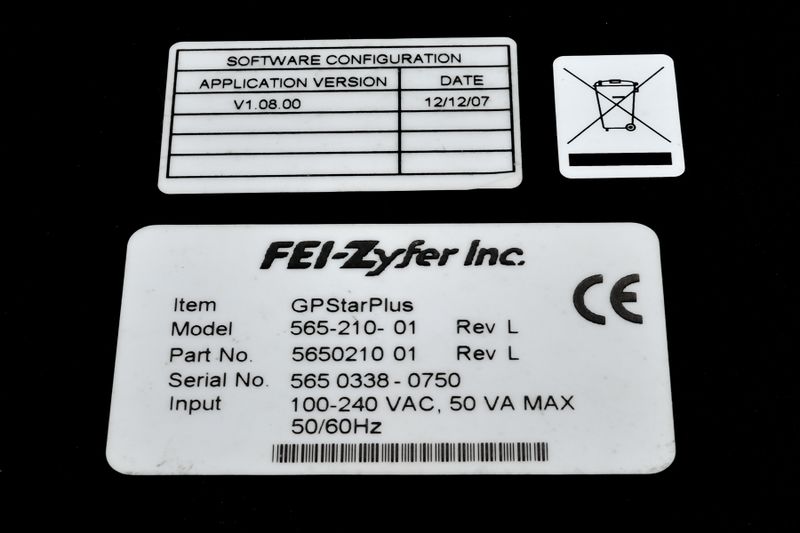 SOFTWARE CONFIGURATION
APPLICATION VERSION DATE
V1.08.00 12/12/07
FEI-Zyfer Inc.
CE
Item GPStarPlus
Model 565-210- 01 Rev L
Part No. 5650210 01 Rev L
Serial No. 565 0338 - 0750
Input 100-240 VAC, 50 VA MAX
50/60Hz